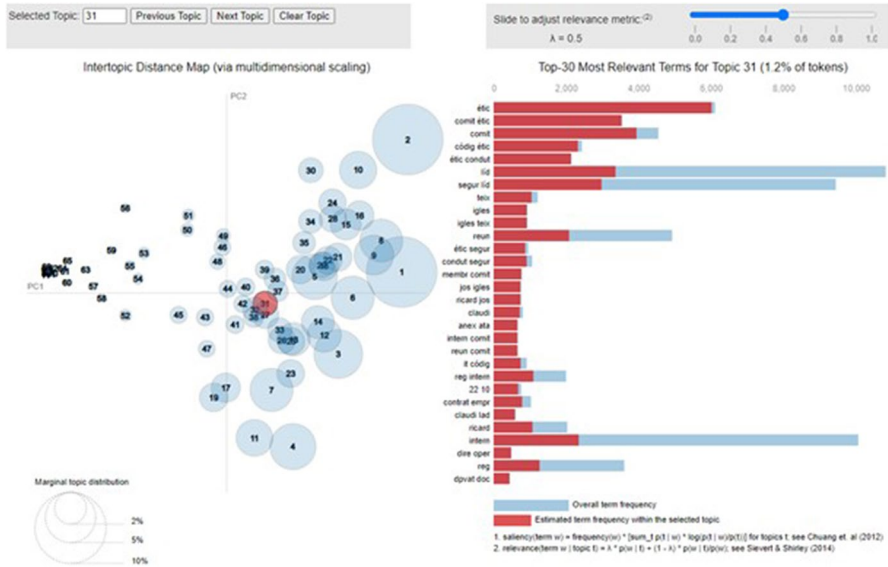 Selected Topic: 31 Previous Topic Next Topic Clear Topic
Slide to adjust relevance metric:(2)
λ = 0.5
0.0 0.2 0.4 0.6 0.8 1.0
Intertopic Distance Map (via multidimensional scaling)
PC2
PC1
2
30
10
24
16
28
15
34
35
8
9
1
21
22
20
5
6
39
36
37
40
44
42
31
41
14
12
33
3
23
7
17
19
11
4
56
51
50
49
46
48
59
53
55
54
65
63
60
57
58
52
45
43
47
Marginal topic distribution
2%
5%
10%
Top-30 Most Relevant Terms for Topic 31 (1.2% of tokens)
0 2,000 4,000 6,000 8,000 10,000
étic
comit étic
comit
códig étic
étic condut
líd
segur líd
teix
igles
igles teix
reun
étic segur
condut segur
membr comit
jos igles
ricard jos
claudi
anex ata
intern comit
reun comit
it códig
reg intern
22 10
contrat empr
claudi lad
ricard
intern
dire oper
reg
dpvat doc
Overall term frequency
Estimated term frequency within the selected topic
1. saliency(term w) = frequency(w) * [sum_t p(t | w) * log(p(t | w)/p(t))] for topics t; see Chuang et. al (2012)
2. relevance(term w | topic t) = λ * p(w | t) + (1 - λ) * p(w | t)/p(w); see Sievert & Shirley (2014)